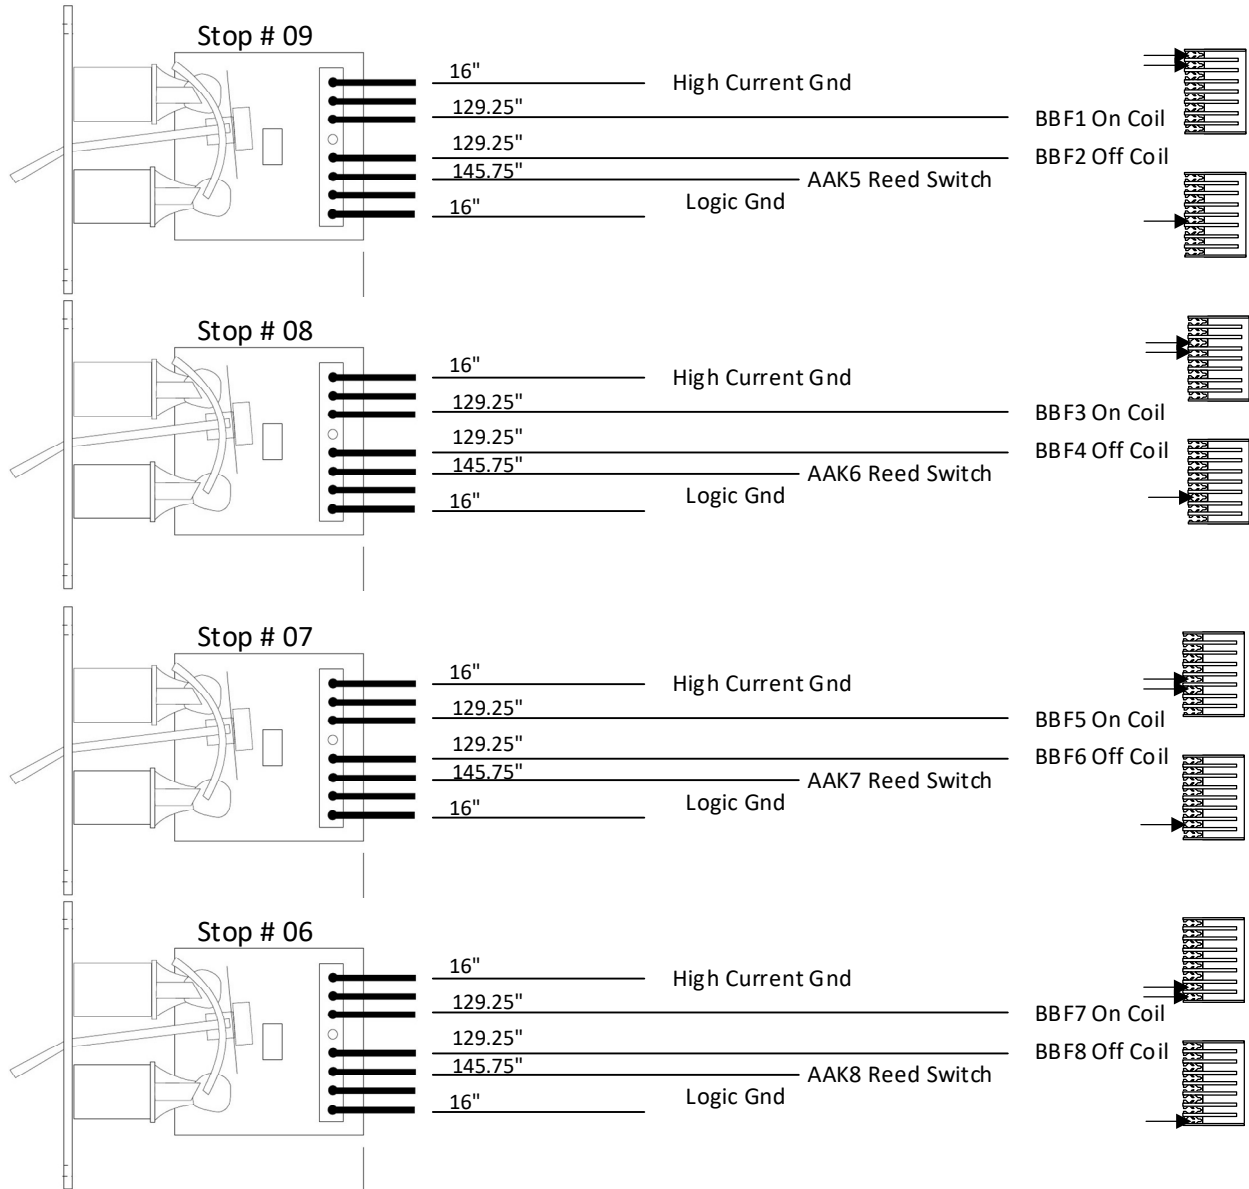 Stop # 09
16"
High Current Gnd
129.25"
BBF1 On Coil
129.25"
BBF2 Off Coil
145.75"
AAK5 Reed Switch
Logic Gnd
16"
Stop # 08
16"
High Current Gnd
129.25"
BBF3 On Coil
129.25"
BBF4 Off Coil
145.75"
AAK6 Reed Switch
Logic Gnd
16"
Stop # 07
16"
High Current Gnd
129.25"
BBF5 On Coil
129.25"
BBF6 Off Coil
145.75"
AAK7 Reed Switch
Logic Gnd
16"
Stop # 06
16"
High Current Gnd
129.25"
BBF7 On Coil
129.25"
BBF8 Off Coil
145.75"
AAK8 Reed Switch
Logic Gnd
16"